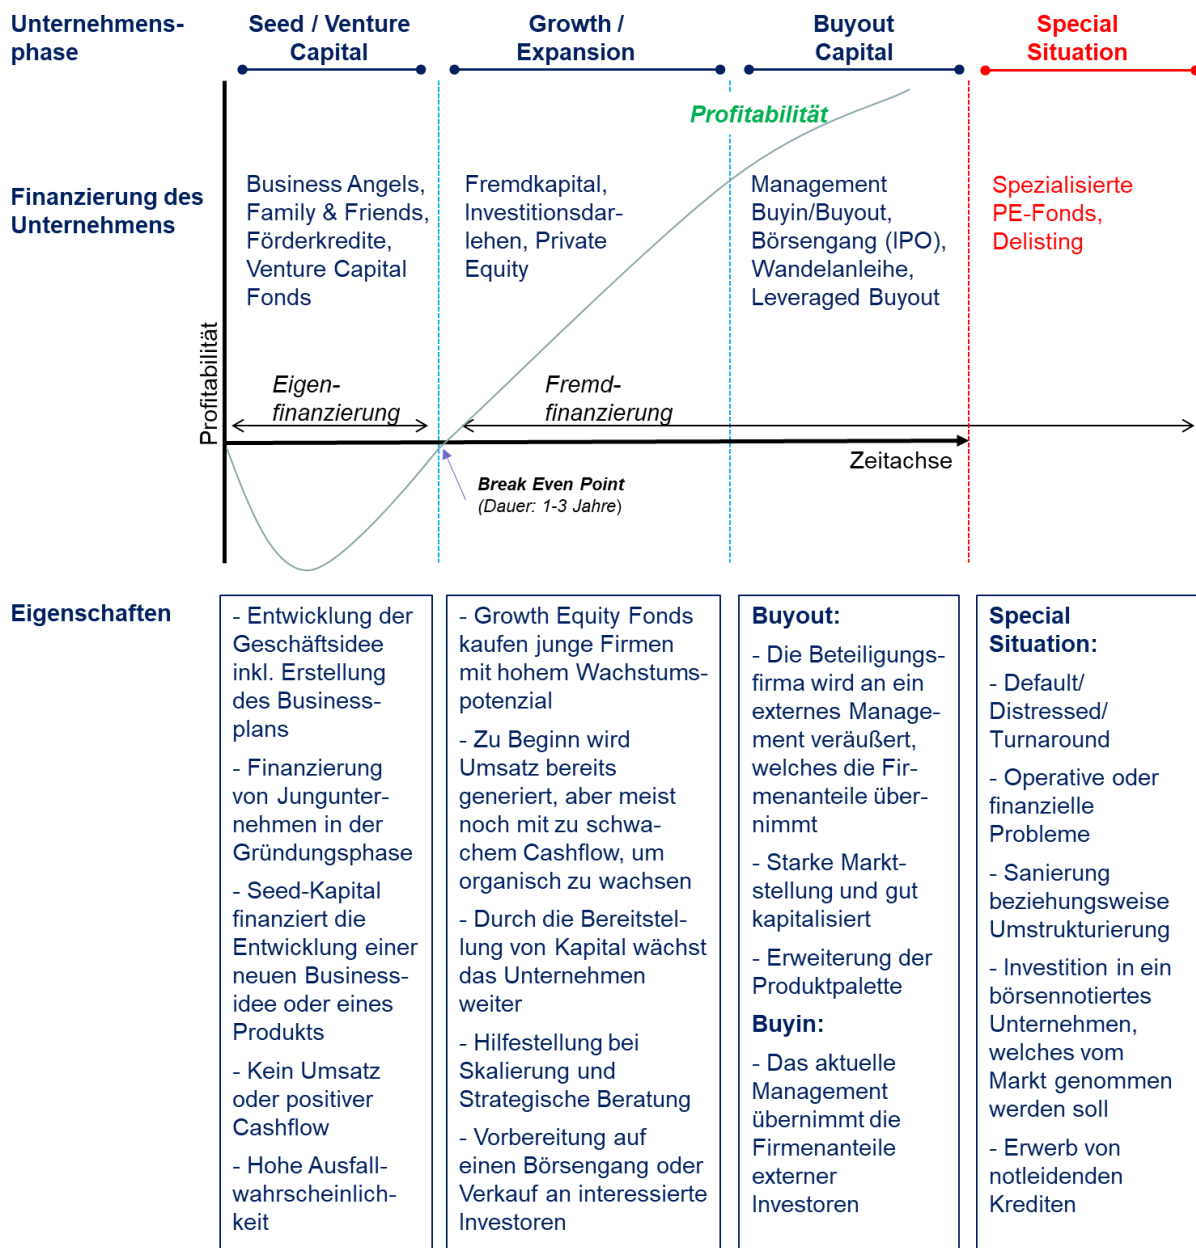 Unternehmens-
phase
Seed / Venture
Capital
Growth /
Expansion
Buyout
Capital
Special
Situation
Profitabilität
Finanzierung des
Unternehmens
Business Angels,
Family & Friends,
Förderkredite,
Venture Capital
Fonds
Fremdkapital,
Investitionsdar-
lehen, Private
Equity
Management
Buyin/Buyout,
Börsengang (IPO),
Wandelanleihe,
Leveraged Buyout
Spezialisierte
PE-Fonds,
Delisting
Profitabilität
Eigen-
finanzierung
Fremd-
finanzierung
Zeitachse
Break Even Point
(Dauer: 1-3 Jahre)
Eigenschaften
- Entwicklung der
Geschäftsidee
inkl. Erstellung
des Business-
plans
- Finanzierung
von Jungunter-
nehmen in der
Gründungsphase
- Seed-Kapital
finanziert die
Entwicklung einer
neuen Business-
idee oder eines
Produkts
- Kein Umsatz
oder positiver
Cashflow
- Hohe Ausfall-
wahrscheinlich-
keit
- Growth Equity Fonds
kaufen junge Firmen
mit hohem Wachstums-
potenzial
- Zu Beginn wird
Umsatz bereits
generiert, aber meist
noch mit zu schwa-
chem Cashflow, um
organisch zu wachsen
- Durch die Bereitstel-
lung von Kapital wächst
das Unternehmen
weiter
- Hilfestellung bei
Skalierung und
Strategische Beratung
- Vorbereitung auf
einen Börsengang oder
Verkauf an interessierte
Investoren
Buyout:
- Die Beteiligungs-
firma wird an ein
externes Manage-
ment veräußert,
welches die Fir-
menanteile über-
nimmt
- Starke Markt-
stellung und gut
kapitalisiert
- Erweiterung der
Produktpalette
Buyin:
- Das aktuelle
Management
übernimmt die
Firmenanteile
externer
Investoren
Special
Situation:
- Default/
Distressed/
Turnaround
- Operative oder
finanzielle
Probleme
- Sanierung
beziehungsweise
Umstrukturierung
- Investition in ein
börsennotiertes
Unternehmen,
welches vom
Markt genommen
werden soll
- Erwerb von
notleidenden
Krediten